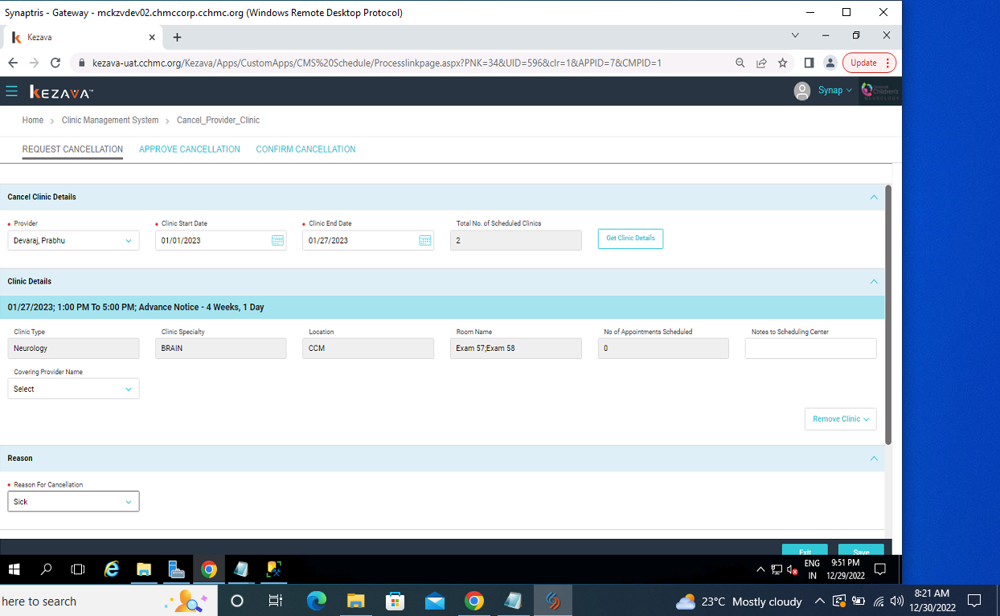 Synaptris - Gateway - mckzvdev02.chmccorp.cchmc.org (Windows Remote Desktop Protocol)
Kezava
kezava-uat.cchmc.org/Kezava/Apps/CustomApps/CMS%20Schedule/Processlinkpage.aspx?PNK=34&UID=596&clr=1&APPID=7&CMPID=1
Update
KEZAVA™
Synap
Children's
NEUROLOGY
Home > Clinic Management System > Cancel_Provider_Clinic
REQUEST CANCELLATION APPROVE CANCELLATION CONFIRM CANCELLATION
Cancel Clinic Details
Provider Clinic Start Date Clinic End Date Total No. of Scheduled Clinics
Devaraj, Prabhu 01/01/2023 01/27/2023 2 Get Clinic Details
Clinic Details
01/27/2023; 1:00 PM To 5:00 PM; Advance Notice - 4 Weeks, 1 Day
Clinic Type Clinic Specialty Location Room Name No of Appointments Scheduled Notes to Scheduling Center
Neurology BRAIN CCM Exam 57;Exam 58 0
Covering Provider Name
Select
Remove Clinic
Reason
Reason For Cancellation
Sick
Exit Save
ENG 9:51 PM
IN 12/29/2022
here to search 23°C Mostly cloudy 8:21 AM
12/30/2022